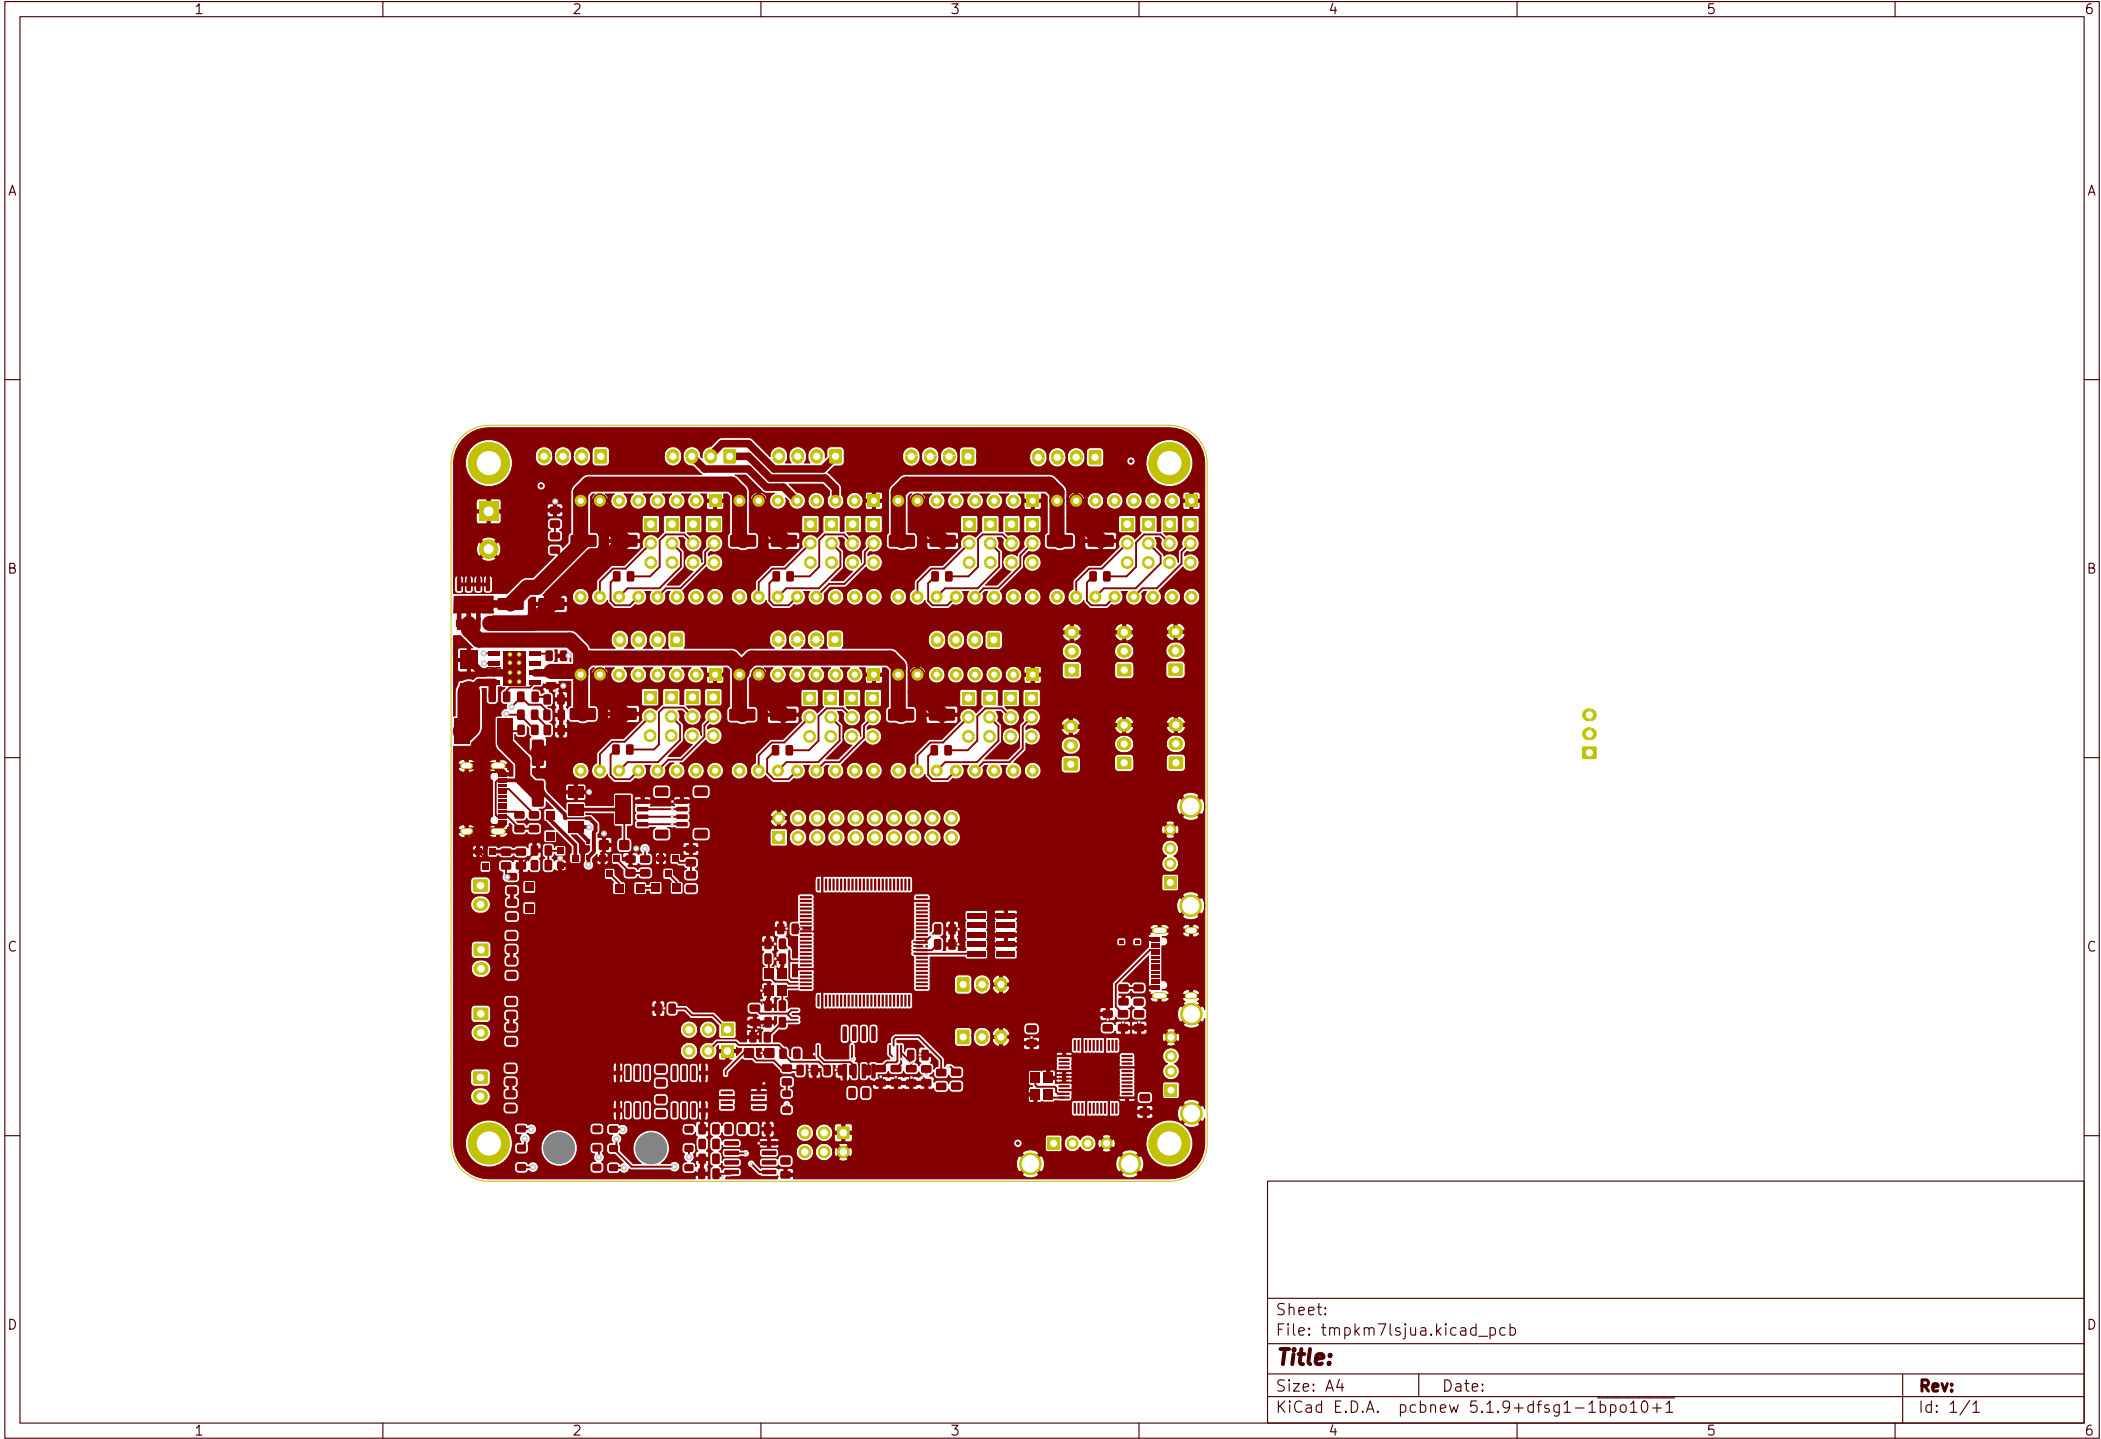 1 2 3 4 5 6
A A
B B
C C
D D
Sheet:
File: tmpkm7lsjua.kicad_pcb
Title:
Size: A4 Date: Rev:
KiCad E.D.A. pcbnew 5.1.9+dfsg1-1bpo10+1 Id: 1/1
1 2 3 4 5 6